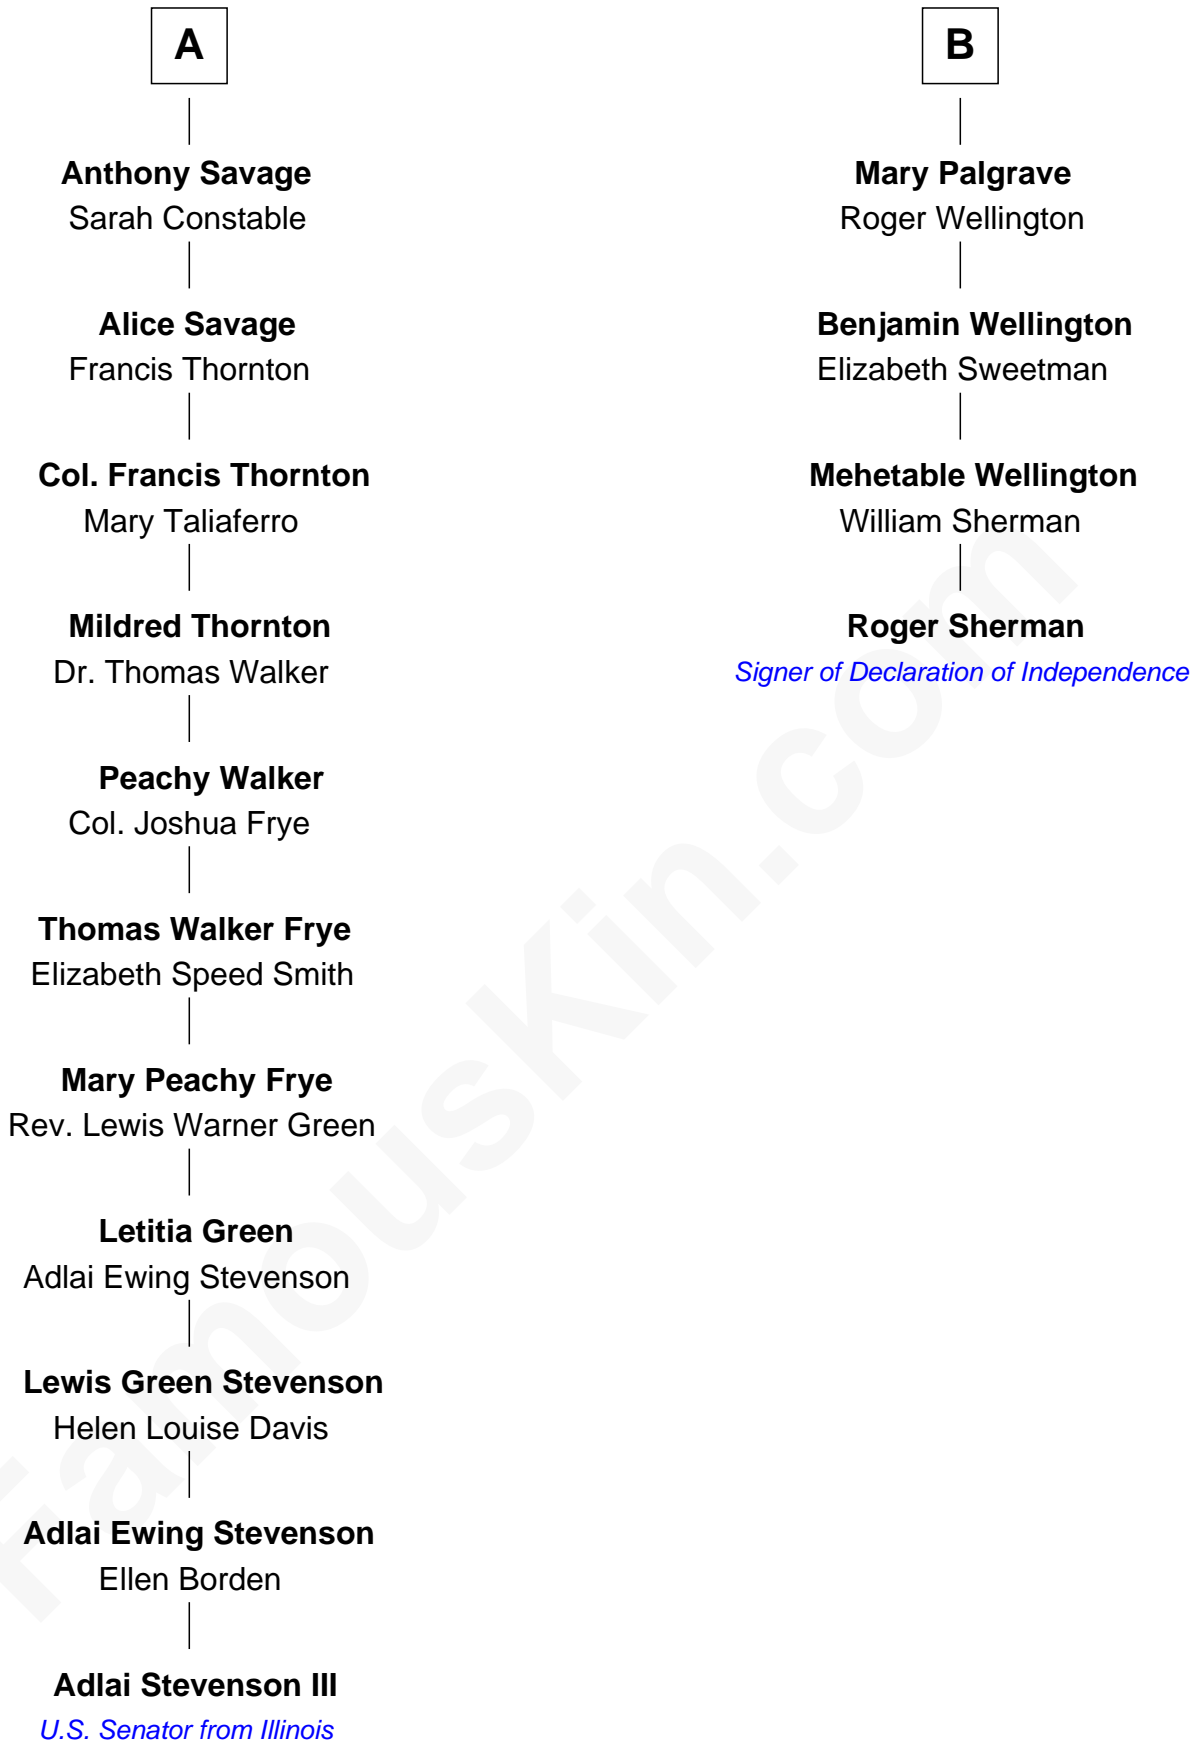 A
Anthony Savage
Sarah Constable
Alice Savage
Francis Thornton
Col. Francis Thornton
Mary Taliaferro
Mildred Thornton
Dr. Thomas Walker
Peachy Walker
Col. Joshua Frye
Thomas Walker Frye
Elizabeth Speed Smith
Mary Peachy Frye
Rev. Lewis Warner Green
Letitia Green
Adlai Ewing Stevenson
Lewis Green Stevenson
Helen Louise Davis
Adlai Ewing Stevenson
Ellen Borden
Adlai Stevenson III
U.S. Senator from Illinois
B
Mary Palgrave
Roger Wellington
Benjamin Wellington
Elizabeth Sweetman
Mehetable Wellington
William Sherman
Roger Sherman
Signer of Declaration of Independence
FamousKin.com